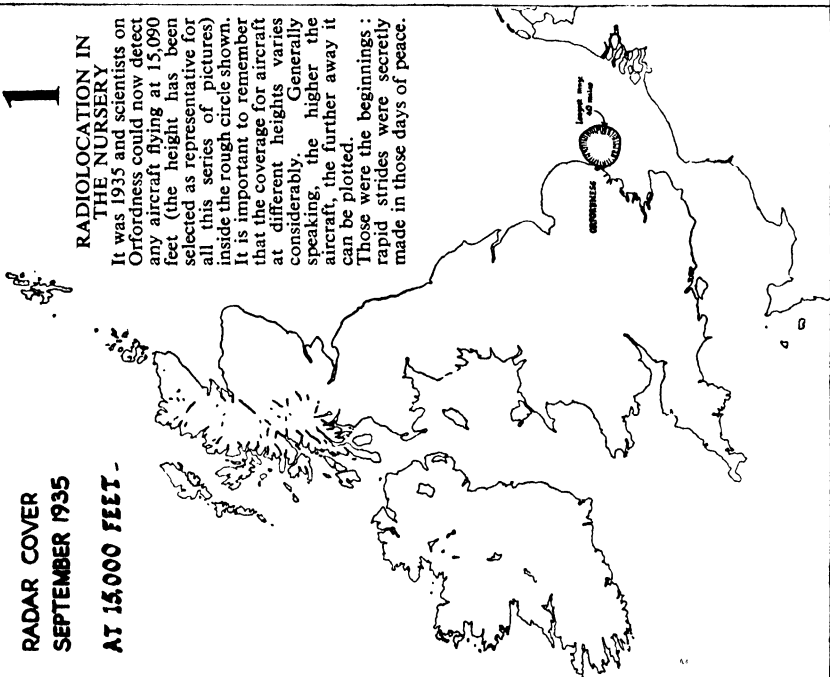 RADAR COVER
SEPTEMBER 1935
AT 15,000 FEET-
1
RADIOLOCATION IN
THE NURSERY
It was 1935 and scientists on
Orfordness could now detect
any aircraft flying at 15,090
feet (the height has been
selected as representative for
all this series of pictures)
inside the rough circle shown.
It is important to remember
that the coverage for aircraft
at different heights varies
considerably. Generally
speaking, the higher the
aircraft, the further away it
can be plotted.
Those were the beginnings :
rapid strides were secretly
made in those days of peace.
ORFORDNESS
40 miles